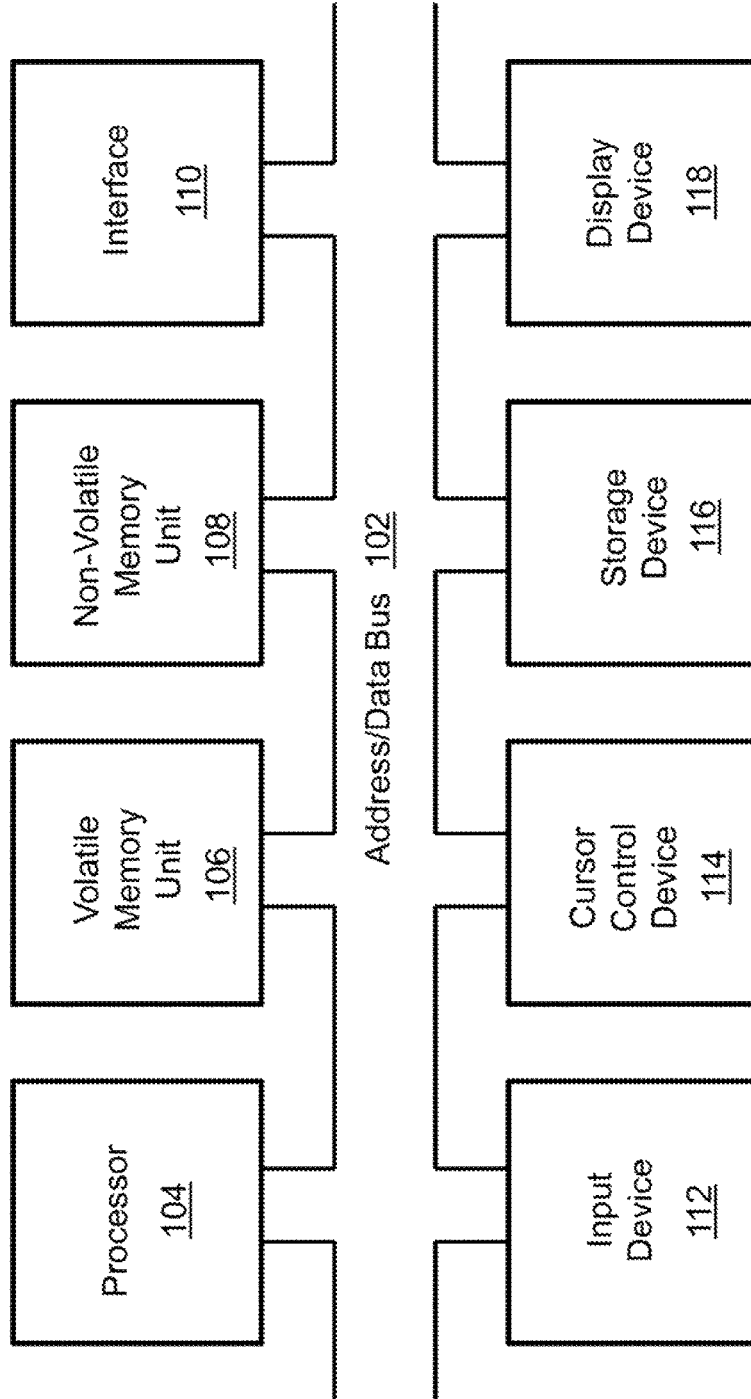 Processor
104
Volatile
Memory
Unit
106
Non-Volatile
Memory
Unit
108
Interface
110
Address/Data Bus 102
Input
Device
112
Cursor
Control
Device
114
Storage
Device
116
Display
Device
118